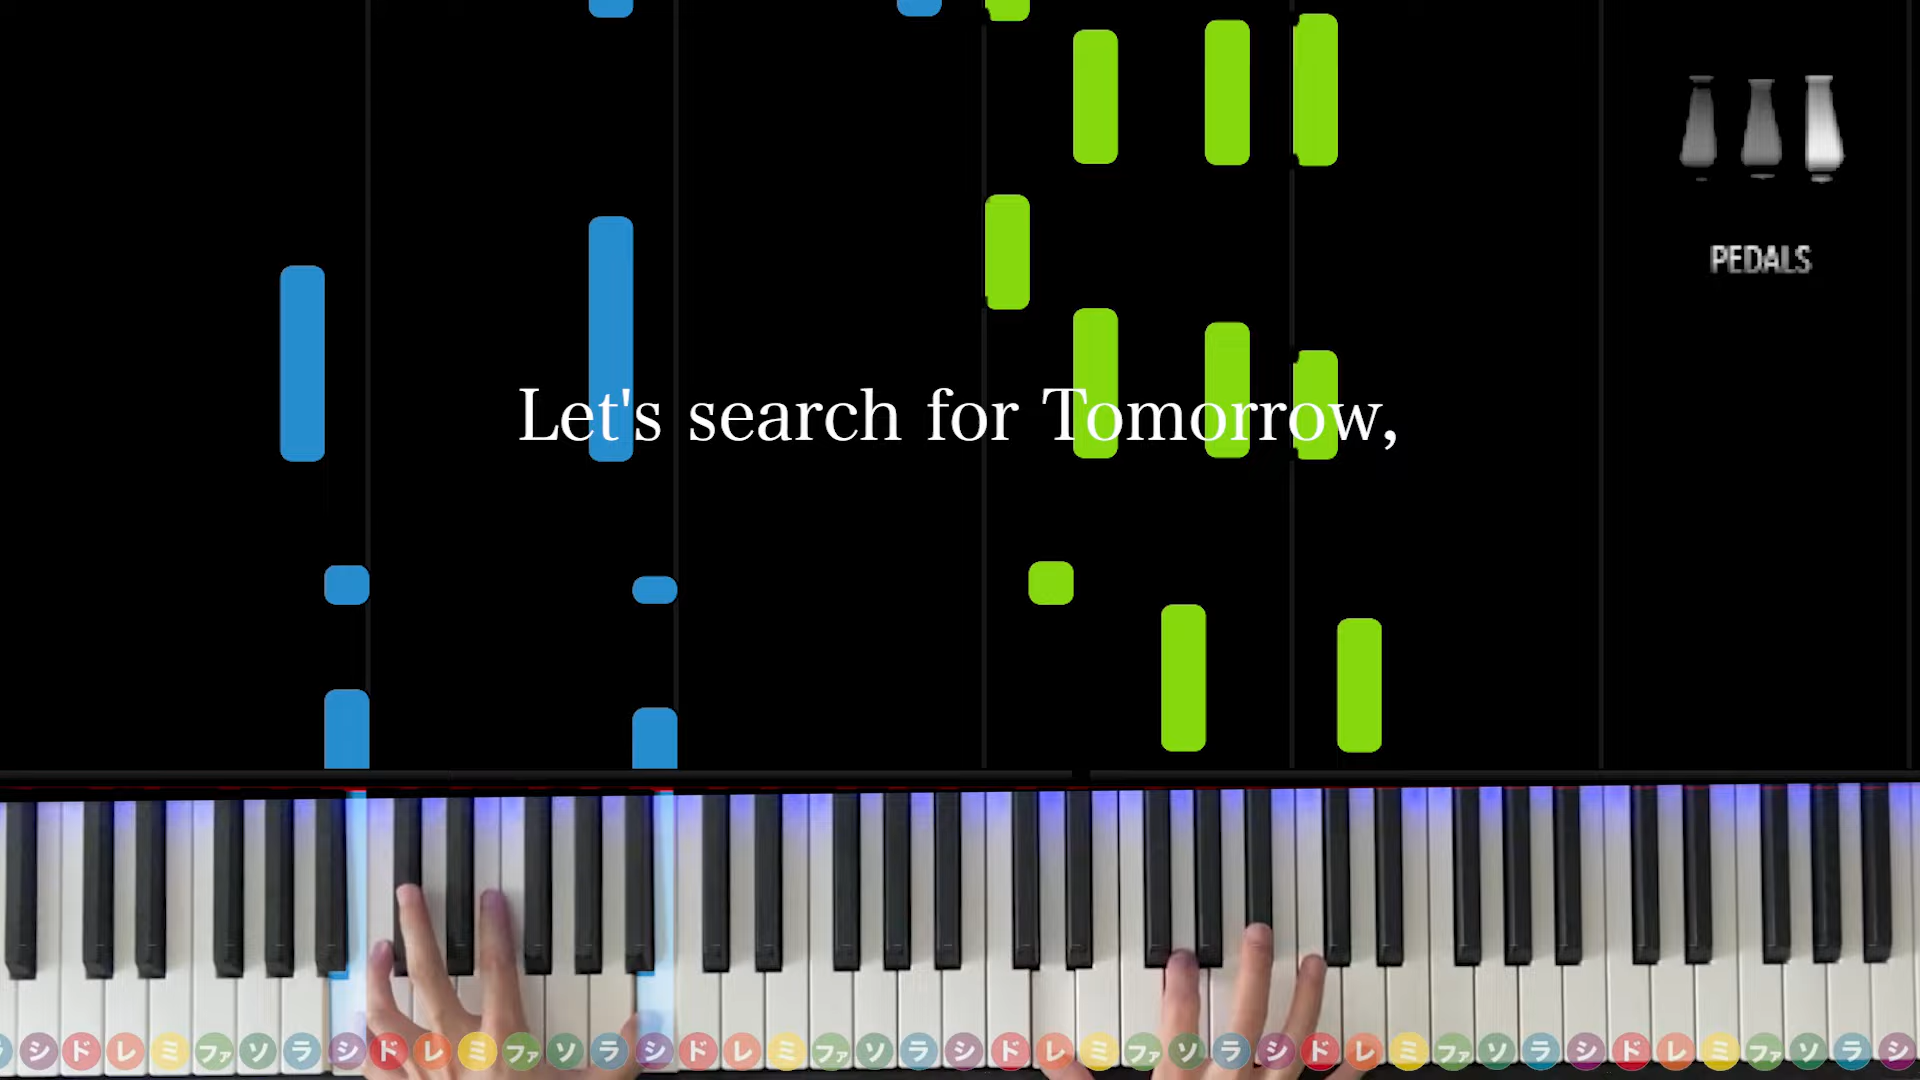 PEDALS
Let's search for Tomorrow,
シ ド レ ミ ファ ソ ラ シ ド レ ミ ファ ソ ラ シ ド レ ミ ファ ソ ラ シ ド レ ミ ファ ソ ラ シ ド レ ミ ファ ソ ラ シ ド レ ミ ファ ソ ラ シ